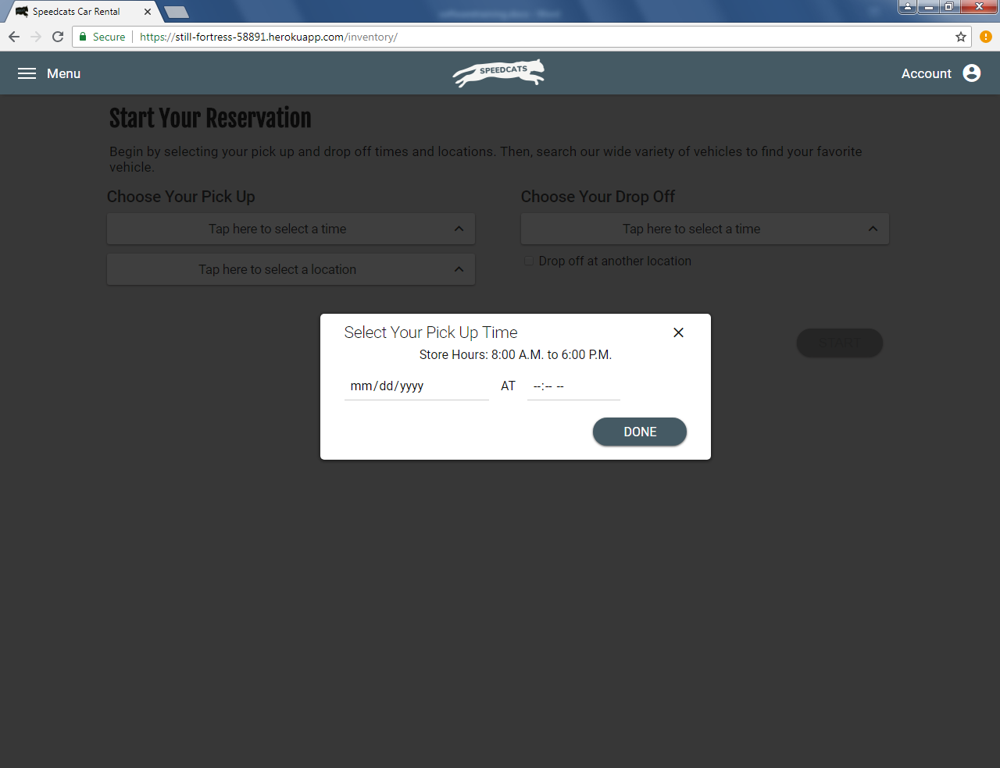 Speedcats Car Rental
Secure
https://still-fortress-58891.herokuapp.com/inventory/
Menu
SPEEDCATS
Account
Start Your Reservation
Begin by selecting your pick up and drop off times and locations. Then, search our wide variety of vehicles to find your favorite
vehicle.
Choose Your Pick Up
Choose Your Drop Off
Tap here to select a time
Tap here to select a time
Tap here to select a location
Drop off at another location
Select Your Pick Up Time
START
Store Hours: 8:00 A.M. to 6:00 P.M.
mm/dd/yyyy
AT
--:-- --
DONE